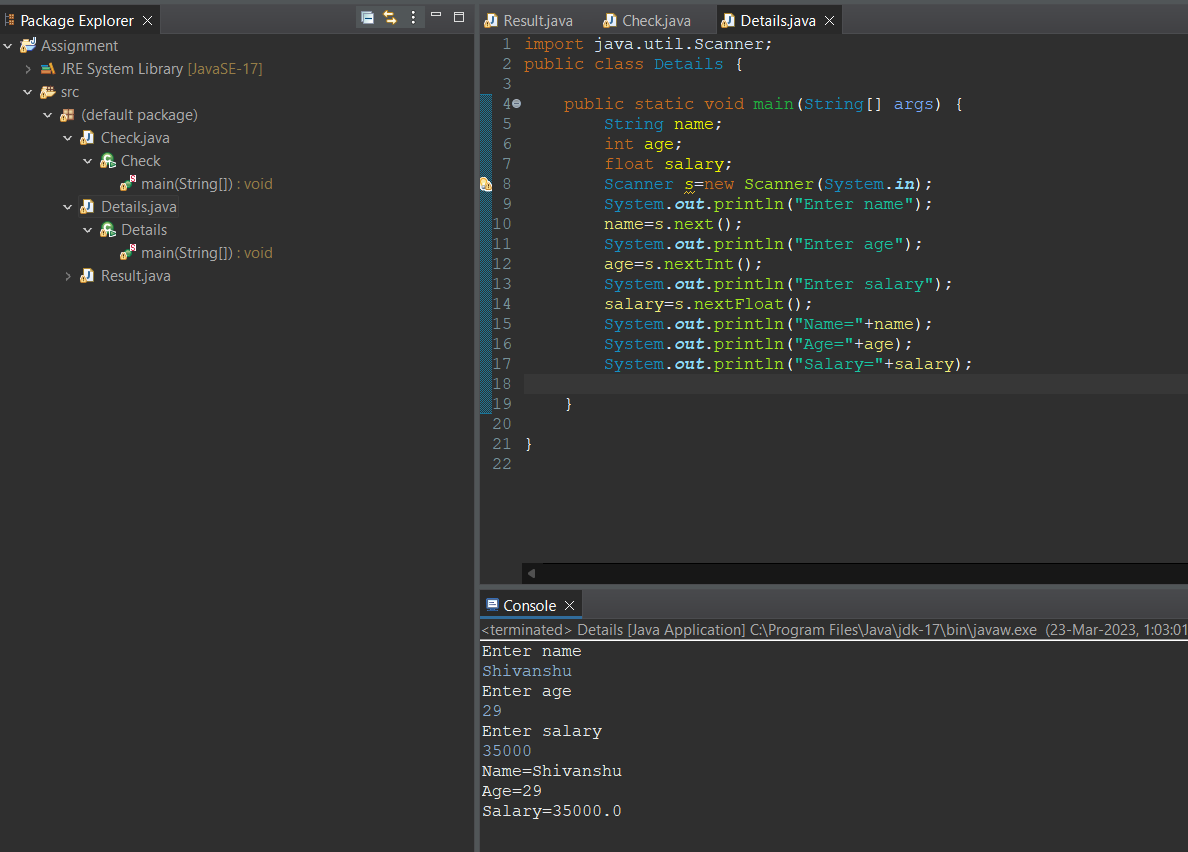 Package Explorer
Assignment
JRE System Library [JavaSE-17]
src
(default package)
Check.java
Check
main(String[]) : void
Details.java
Details
main(String[]) : void
Result.java
Result.java Check.java Details.java
1 import java.util.Scanner;
2 public class Details {
3
4 public static void main(String[] args) {
5 String name;
6 int age;
7 float salary;
8 Scanner s=new Scanner(System.in);
9 System.out.println("Enter name");
10 name=s.next();
11 System.out.println("Enter age");
12 age=s.nextInt();
13 System.out.println("Enter salary");
14 salary=s.nextFloat();
15 System.out.println("Name="+name);
16 System.out.println("Age="+age);
17 System.out.println("Salary="+salary);
18
19 }
20
21 }
22
Console
<terminated> Details [Java Application] C:\Program Files\Java\jdk-17\bin\javaw.exe (23-Mar-2023, 1:03:01
Enter name
Shivanshu
Enter age
29
Enter salary
35000
Name=Shivanshu
Age=29
Salary=35000.0